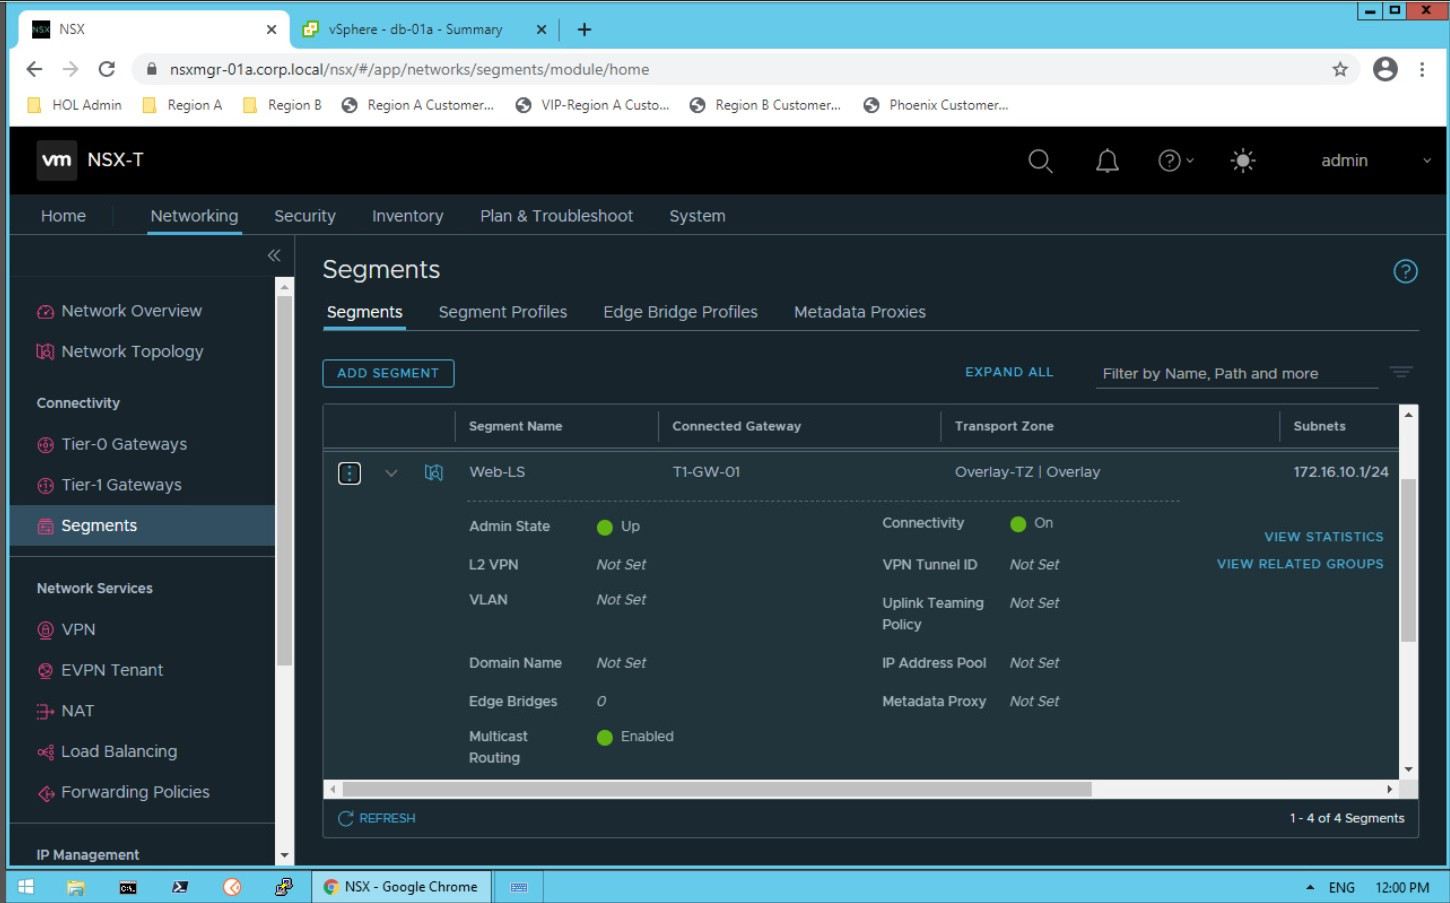 NSX
vSphere - db-01a - Summary
nsxmgr-01a.corp.local/nsx/#/app/networks/segments/module/home
HOL Admin Region A Region B Region A Customer... VIP-Region A Custo... Region B Customer... Phoenix Customer...
vm NSX-T
admin
Home Networking Security Inventory Plan & Troubleshoot System
Network Overview
Network Topology
Connectivity
Tier-0 Gateways
Tier-1 Gateways
Segments
Network Services
VPN
EVPN Tenant
NAT
Load Balancing
Forwarding Policies
IP Management
Segments
Segments Segment Profiles Edge Bridge Profiles Metadata Proxies
ADD SEGMENT EXPAND ALL Filter by Name, Path and more
Segment Name Connected Gateway Transport Zone Subnets
Web-LS T1-GW-01 Overlay-TZ | Overlay 172.16.10.1/24
Admin State Up Connectivity On
VIEW STATISTICS
L2 VPN Not Set VPN Tunnel ID Not Set VIEW RELATED GROUPS
VLAN Not Set Uplink Teaming Policy Not Set
Domain Name Not Set IP Address Pool Not Set
Edge Bridges 0 Metadata Proxy Not Set
Multicast Routing Enabled
REFRESH 1 - 4 of 4 Segments
NSX - Google Chrome ENG 12:00 PM